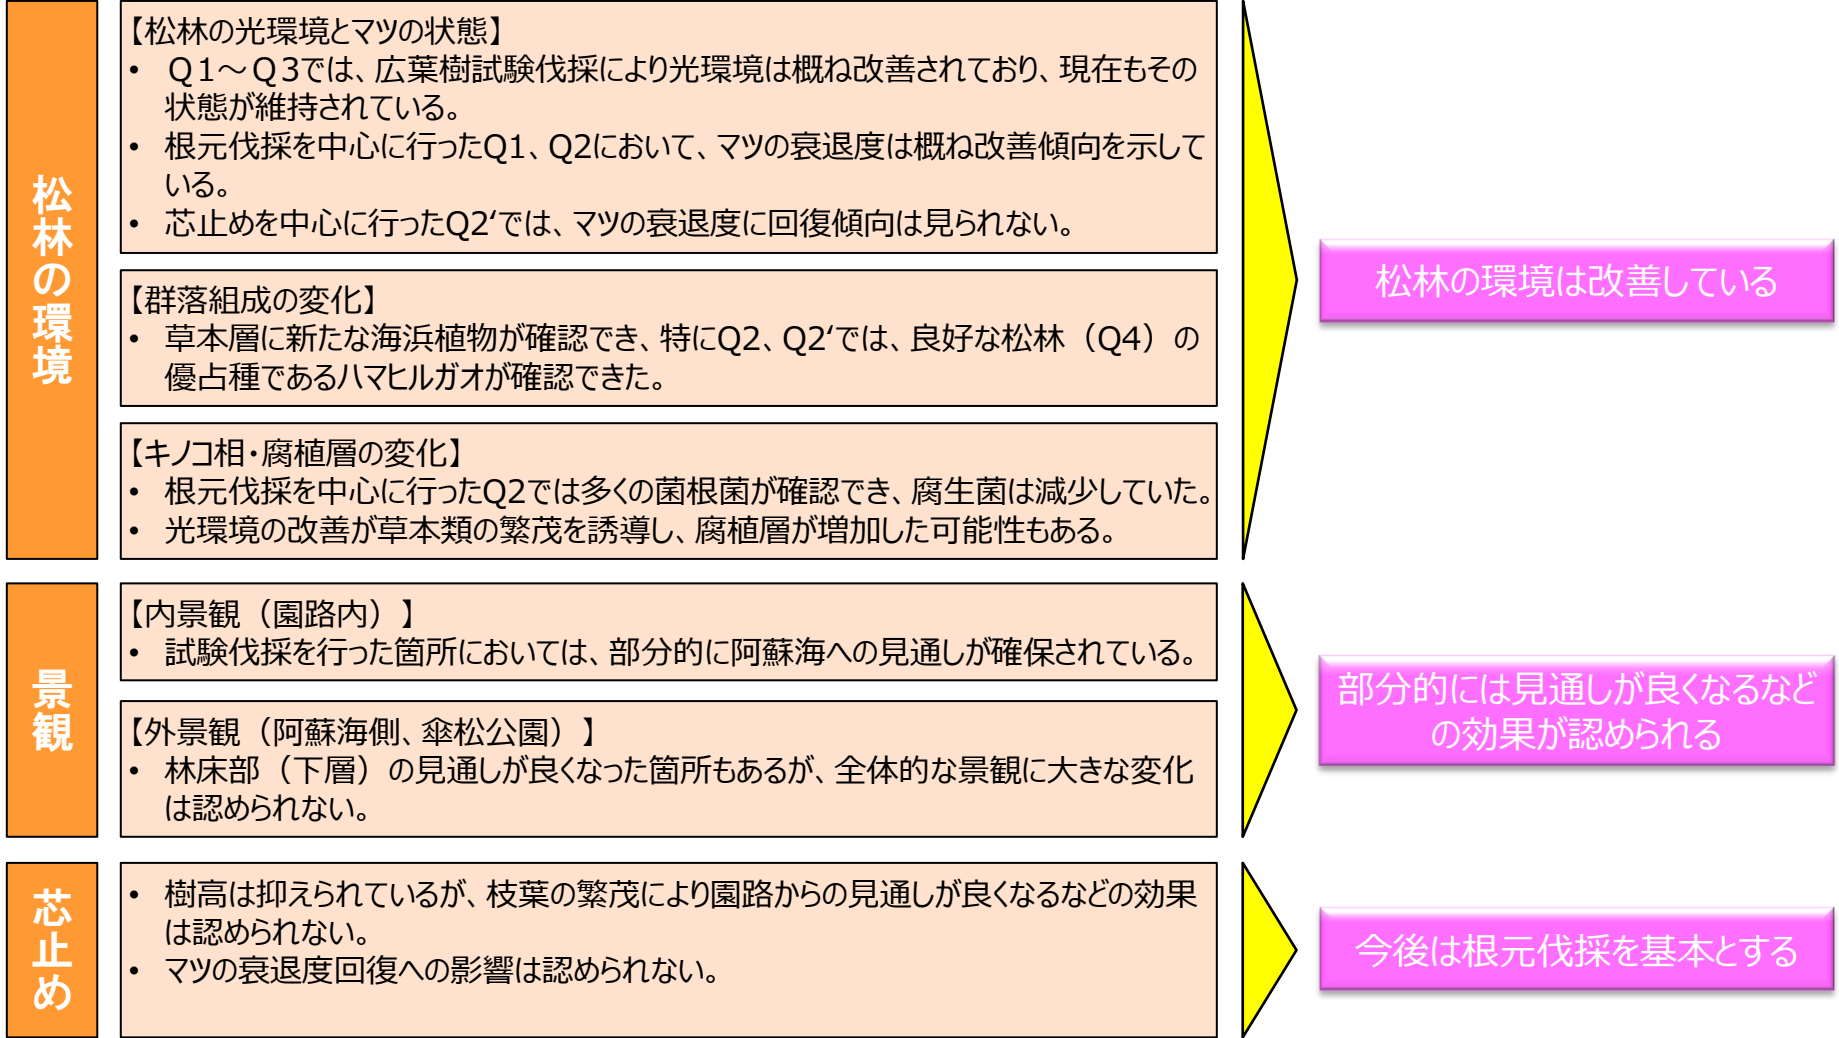 松林の環境
【松林の光環境とマツの状態】
• Q1～Q3では、広葉樹試験伐採により光環境は概ね改善されており、現在もその
状態が維持されている。
• 根元伐採を中心に行ったQ1、Q2において、マツの衰退度は概ね改善傾向を示して
いる。
• 芯止めを中心に行ったQ2‘では、マツの衰退度に回復傾向は見られない。
【群落組成の変化】
• 草本層に新たな海浜植物が確認でき、特にQ2、Q2‘では、良好な松林（Q4）の
優占種であるハマヒルガオが確認できた。
【キノコ相・腐植層の変化】
• 根元伐採を中心に行ったQ2では多くの菌根菌が確認でき、腐生菌は減少していた。
• 光環境の改善が草本類の繁茂を誘導し、腐植層が増加した可能性もある。
松林の環境は改善している
景観
【内景観（園路内）】
• 試験伐採を行った箇所においては、部分的に阿蘇海への見通しが確保されている。
【外景観（阿蘇海側、傘松公園）】
• 林床部（下層）の見通しが良くなった箇所もあるが、全体的な景観に大きな変化
は認められない。
部分的には見通しが良くなるなど
の効果が認められる
芯止め
• 樹高は抑えられているが、枝葉の繁茂により園路からの見通しが良くなるなどの効果
は認められない。
• マツの衰退度回復への影響は認められない。
今後は根元伐採を基本とする